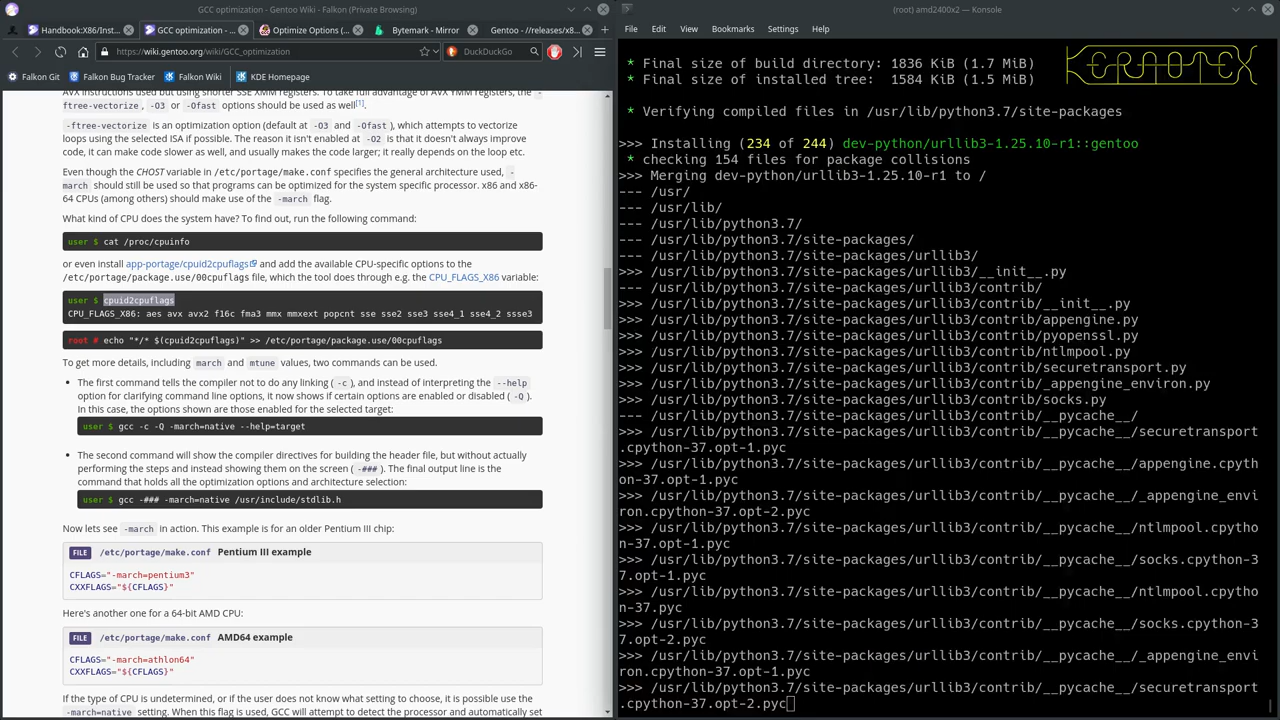 GCC optimization - Gentoo Wiki - Falkon (Private Browsing)
Handbook:X86/Inst
GCC optimization - 
Optimize Options (
Bytemark - Mirror
Gentoo - //releases/x8
https://wiki.gentoo.org/wiki/GCC_optimization
DuckDuckGo
Falkon Git
Falkon Bug Tracker
Falkon Wiki
KDE Homepage
AVX instructions used but using shorter SSE XMM registers. To take full advantage of AVX YMM registers, the -
ftree-vectorize, -O3 or -Ofast options should be used as well[1].
-ftree-vectorize is an optimization option (default at -O3 and -Ofast), which attempts to vectorize
loops using the selected ISA if possible. The reason it isn't enabled at -O2 is that it doesn't always improve
code, it can make code slower as well, and usually makes the code larger; it really depends on the loop etc.
Even though the CHOST variable in /etc/portage/make.conf specifies the general architecture used, -
march should still be used so that programs can be optimized for the system specific processor. x86 and x86-
64 CPUs (among others) should make use of the -march flag.
What kind of CPU does the system have? To find out, run the following command:
user $ cat /proc/cpuinfo
or even install app-portage/cpuid2cpuflags and add the available CPU-specific options to the
/etc/portage/package.use/00cpuflags file, which the tool does through e.g. the CPU_FLAGS_X86 variable:
user $ cpuid2cpuflags
CPU_FLAGS_X86: aes avx avx2 f16c fma3 mmx mmxext popcnt sse sse2 sse3 sse4_1 sse4_2 ssse3
root # echo "*/* $(cpuid2cpuflags)" >> /etc/portage/package.use/00cpuflags
To get more details, including march and mtune values, two commands can be used.
The first command tells the compiler not to do any linking ( -c ), and instead of interpreting the --help
option for clarifying command line options, it now shows if certain options are enabled or disabled ( -Q ).
In this case, the options shown are those enabled for the selected target:
user $ gcc -c -Q -march=native --help=target
The second command will show the compiler directives for building the header file, but without actually
performing the steps and instead showing them on the screen ( -### ). The final output line is the
command that holds all the optimization options and architecture selection:
user $ gcc -### -march=native /usr/include/stdlib.h
Now lets see -march in action. This example is for an older Pentium III chip:
FILE /etc/portage/make.conf Pentium III example
CFLAGS="-march=pentium3"
CXXFLAGS="${CFLAGS}"
Here's another one for a 64-bit AMD CPU:
FILE /etc/portage/make.conf AMD64 example
CFLAGS="-march=athlon64"
CXXFLAGS="${CFLAGS}"
If the type of CPU is undetermined, or if the user does not know what setting to choose, it is possible use the
-march=native setting. When this flag is used, GCC will attempt to detect the processor and automatically set
(root) amd2400x2 — Konsole
File Edit View Bookmarks Settings Help
KERAOTEX
* Final size of build directory: 1836 KiB (1.7 MiB)
* Final size of installed tree: 1584 KiB (1.5 MiB)
* Verifying compiled files in /usr/lib/python3.7/site-packages
>>> Installing (234 of 244) dev-python/urllib3-1.25.10-r1::gentoo
* checking 154 files for package collisions
>>> Merging dev-python/urllib3-1.25.10-r1 to /
--- /usr/
--- /usr/lib/
--- /usr/lib/python3.7/
--- /usr/lib/python3.7/site-packages/
--- /usr/lib/python3.7/site-packages/urllib3/
>>> /usr/lib/python3.7/site-packages/urllib3/__init__.py
--- /usr/lib/python3.7/site-packages/urllib3/contrib/
>>> /usr/lib/python3.7/site-packages/urllib3/contrib/__init__.py
>>> /usr/lib/python3.7/site-packages/urllib3/contrib/appengine.py
>>> /usr/lib/python3.7/site-packages/urllib3/contrib/pyopenssl.py
>>> /usr/lib/python3.7/site-packages/urllib3/contrib/ntlmpool.py
>>> /usr/lib/python3.7/site-packages/urllib3/contrib/securetransport.py
>>> /usr/lib/python3.7/site-packages/urllib3/contrib/_appengine_environ.py
>>> /usr/lib/python3.7/site-packages/urllib3/contrib/socks.py
--- /usr/lib/python3.7/site-packages/urllib3/contrib/__pycache__/
>>> /usr/lib/python3.7/site-packages/urllib3/contrib/__pycache__/securetransport
.cpython-37.opt-1.pyc
>>> /usr/lib/python3.7/site-packages/urllib3/contrib/__pycache__/appengine.cpyth
on-37.opt-1.pyc
>>> /usr/lib/python3.7/site-packages/urllib3/contrib/__pycache__/_appengine_envi
ron.cpython-37.opt-2.pyc
>>> /usr/lib/python3.7/site-packages/urllib3/contrib/__pycache__/ntlmpool.cpytho
n-37.opt-1.pyc
>>> /usr/lib/python3.7/site-packages/urllib3/contrib/__pycache__/socks.cpython-3
7.opt-1.pyc
>>> /usr/lib/python3.7/site-packages/urllib3/contrib/__pycache__/ntlmpool.cpytho
n-37.pyc
>>> /usr/lib/python3.7/site-packages/urllib3/contrib/__pycache__/socks.cpython-3
7.opt-2.pyc
>>> /usr/lib/python3.7/site-packages/urllib3/contrib/__pycache__/_appengine_envi
ron.cpython-37.opt-1.pyc
>>> /usr/lib/python3.7/site-packages/urllib3/contrib/__pycache__/securetransport
.cpython-37.opt-2.pyc